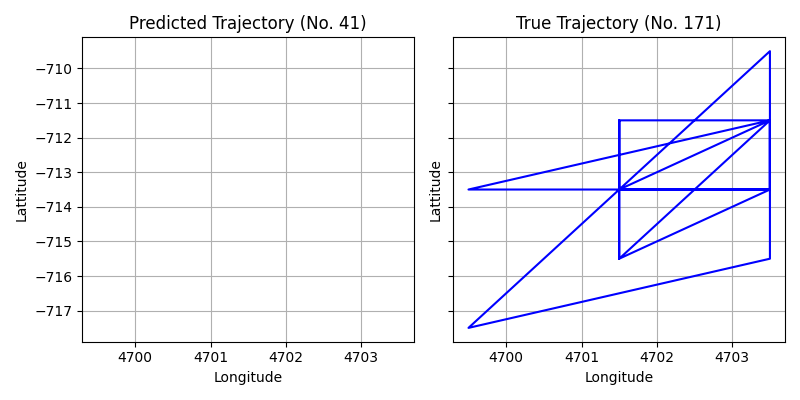 Predicted Trajectory (No. 41)
Lattitude
−710
−711
−712
−713
−714
−715
−716
−717
4700
4701
4702
4703
Longitude
True Trajectory (No. 171)
Lattitude
4700
4701
4702
4703
Longitude